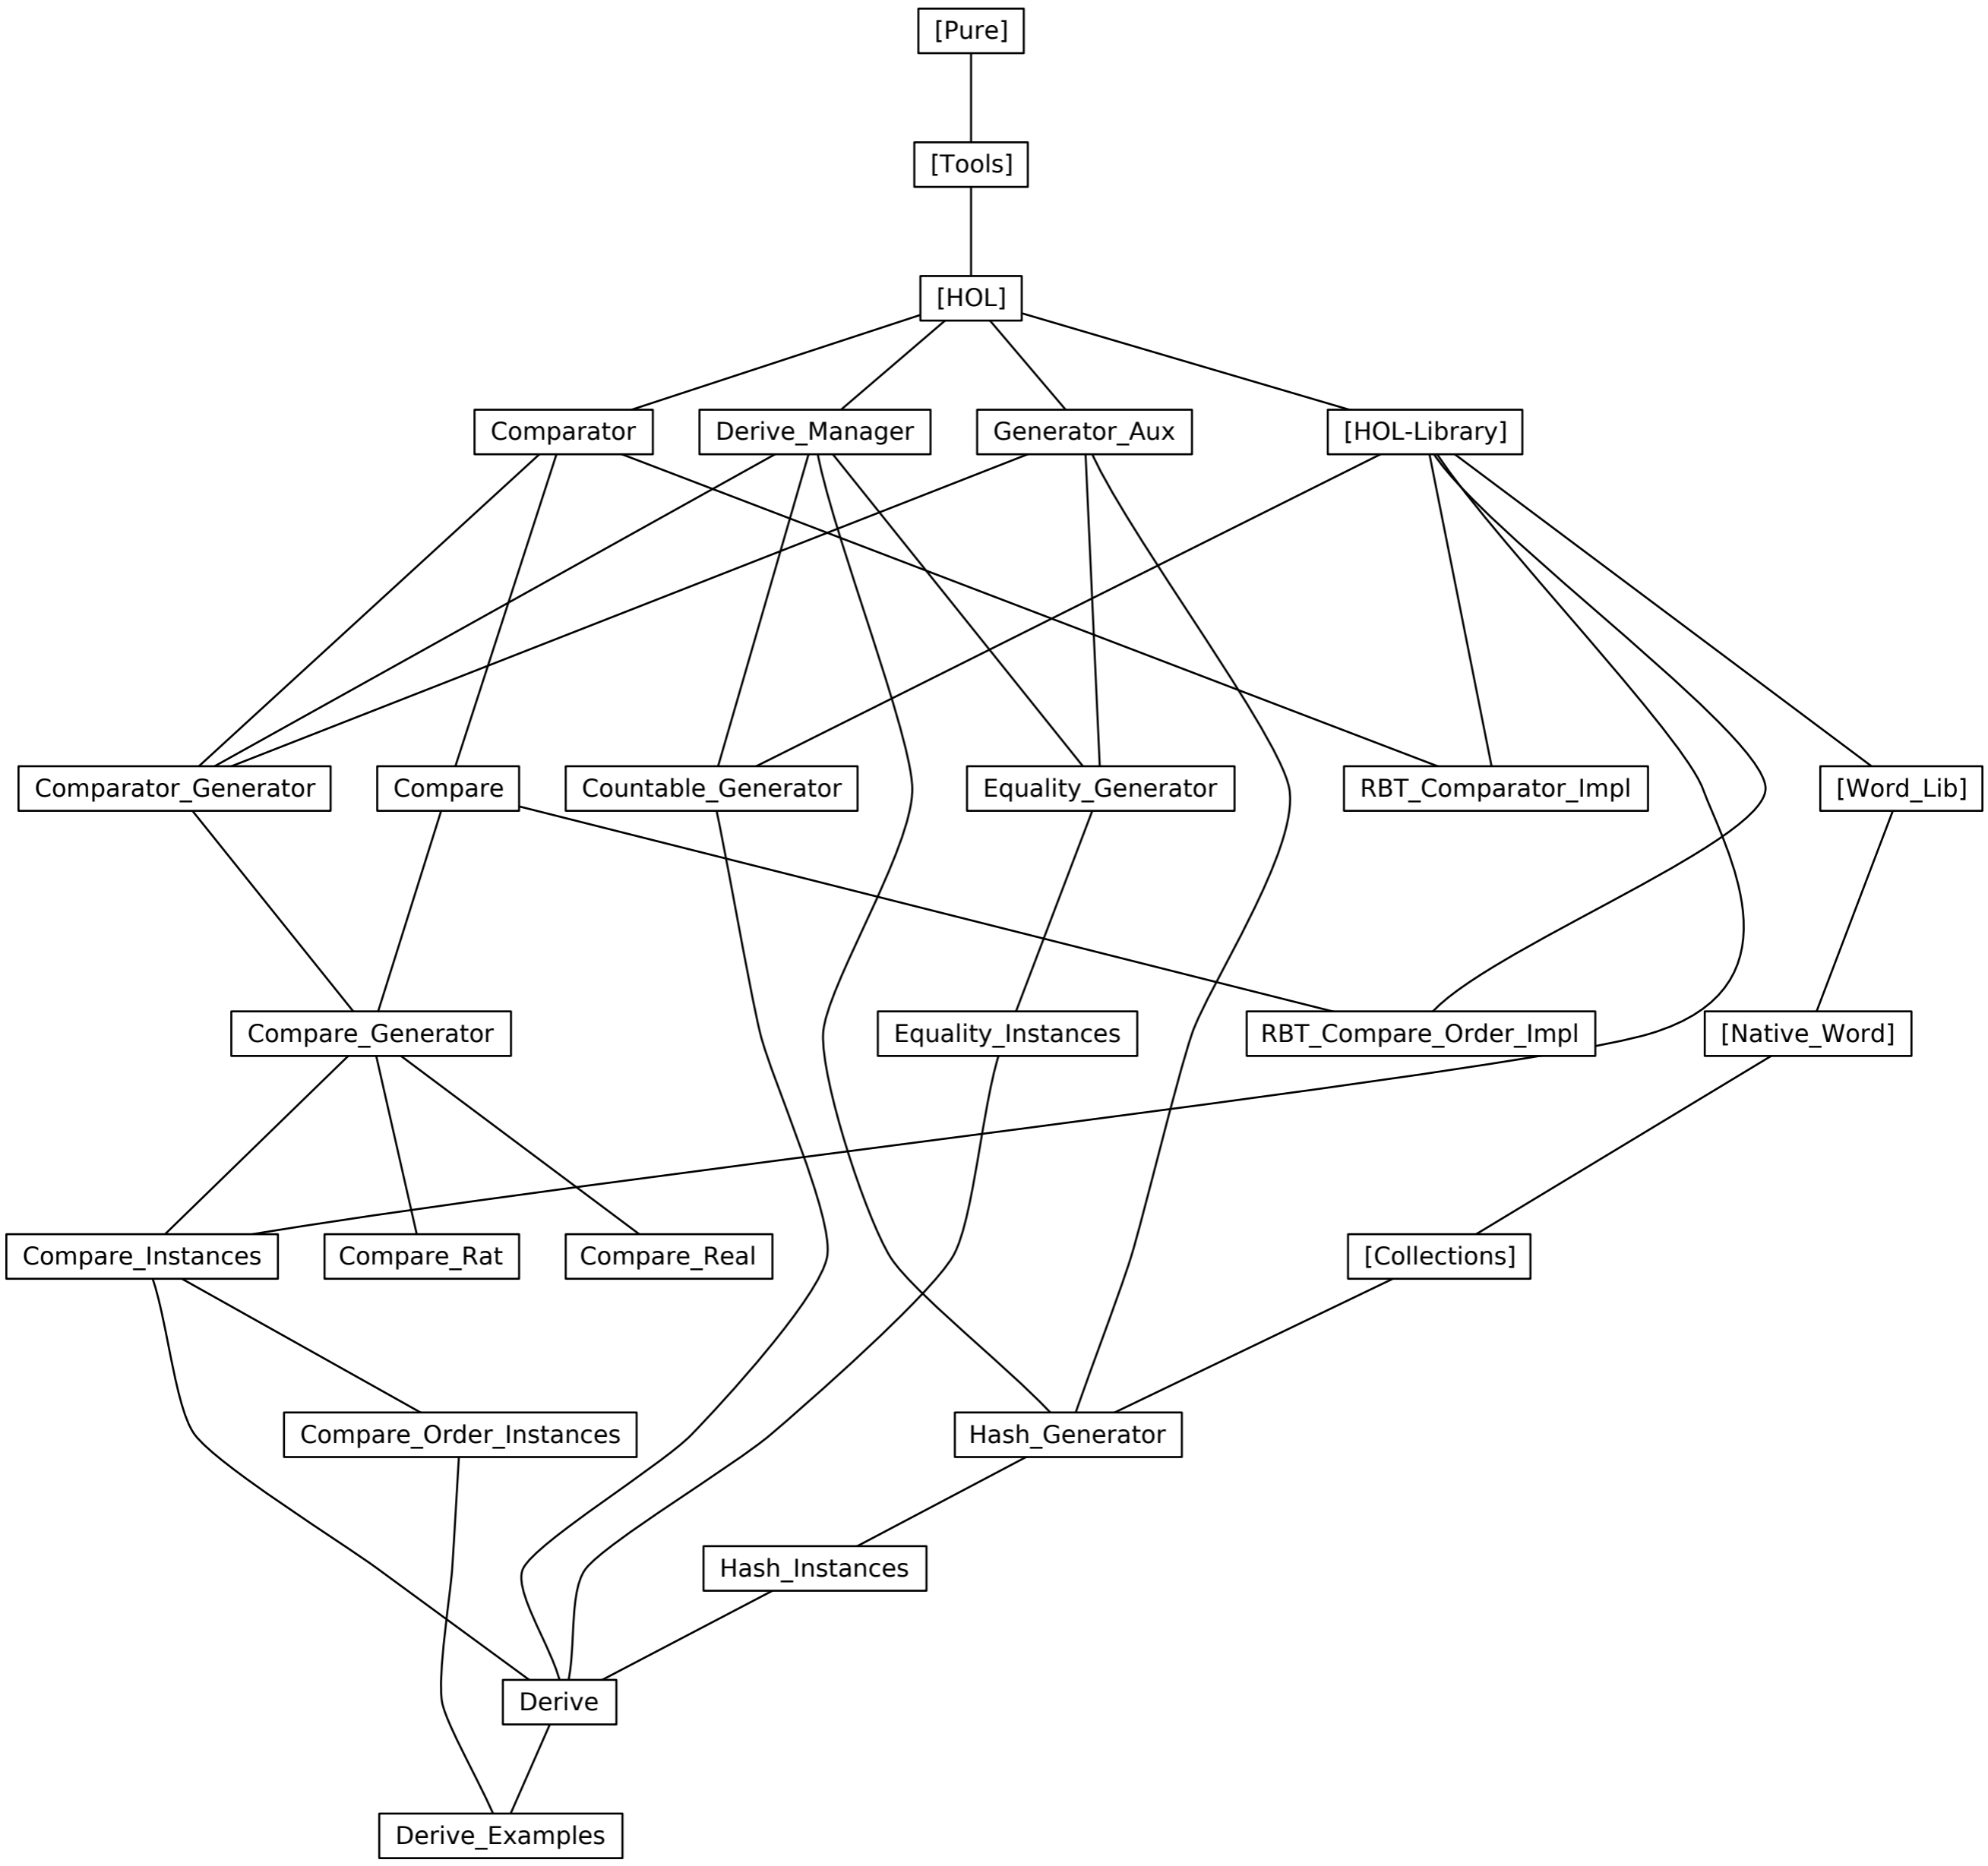 [Pure]
[Tools]
[HOL]
Comparator
Derive_Manager
Generator_Aux
[HOL-Library]
Comparator_Generator
Compare
Countable_Generator
Equality_Generator
RBT_Comparator_Impl
[Word_Lib]
Compare_Generator
Equality_Instances
RBT_Compare_Order_Impl
[Native_Word]
Compare_Instances
Compare_Rat
Compare_Real
[Collections]
Compare_Order_Instances
Hash_Generator
Hash_Instances
Derive
Derive_Examples